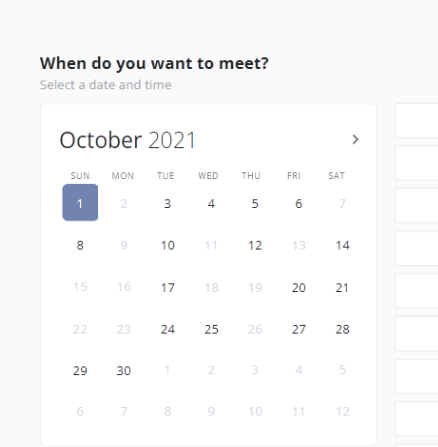 When do you want to meet?
Select a date and time
October 2021
SUN MON TUE WED THU FRI SAT
1 2 3 4 5 6 7
8 9 10 11 12 13 14
15 16 17 18 19 20 21
22 23 24 25 26 27 28
29 30 1 2 3 4 5
6 7 8 9 10 11 12